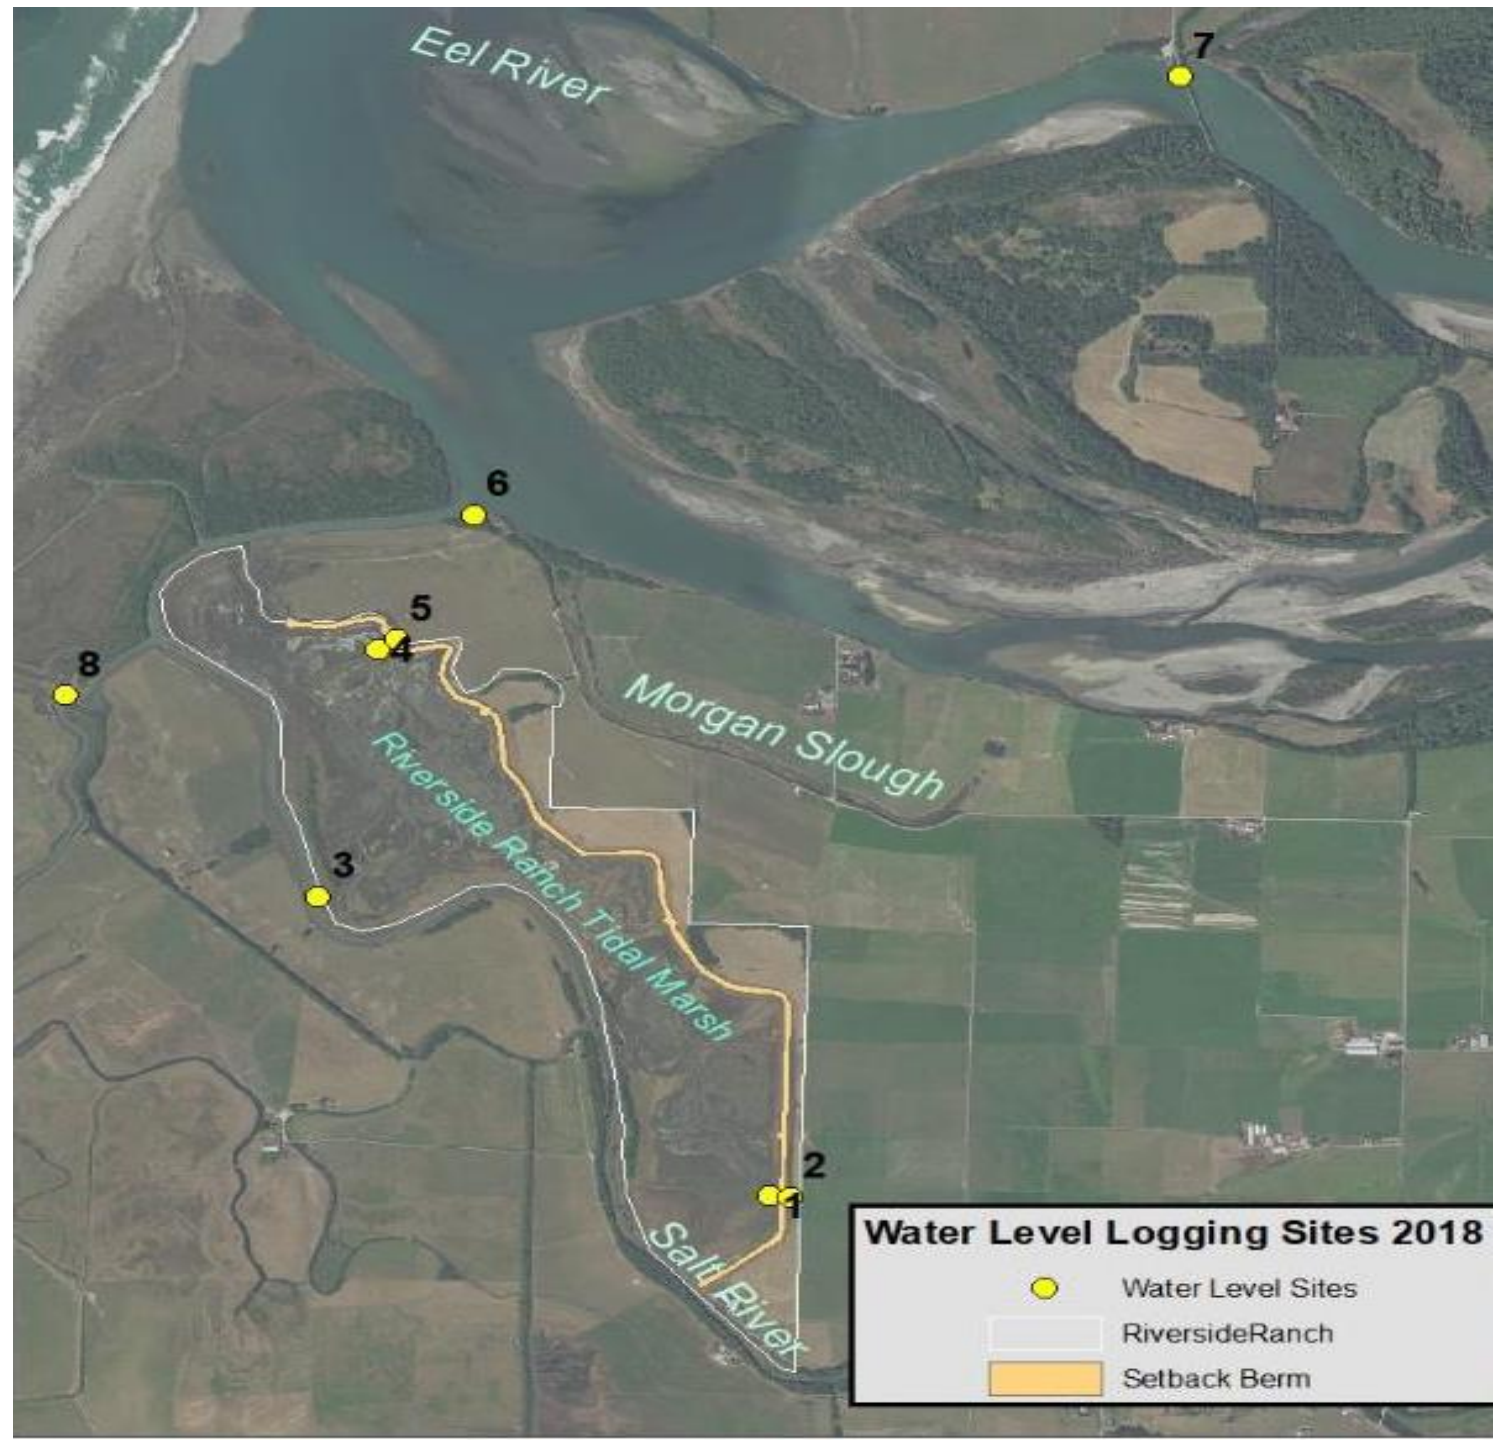 Eel River
7
6
5
4
8
Morgan Slough
Riverside Ranch Tidal Marsh
3
2
1
Salt River
Water Level Logging Sites 2018
Water Level Sites
RiversideRanch
Setback Berm